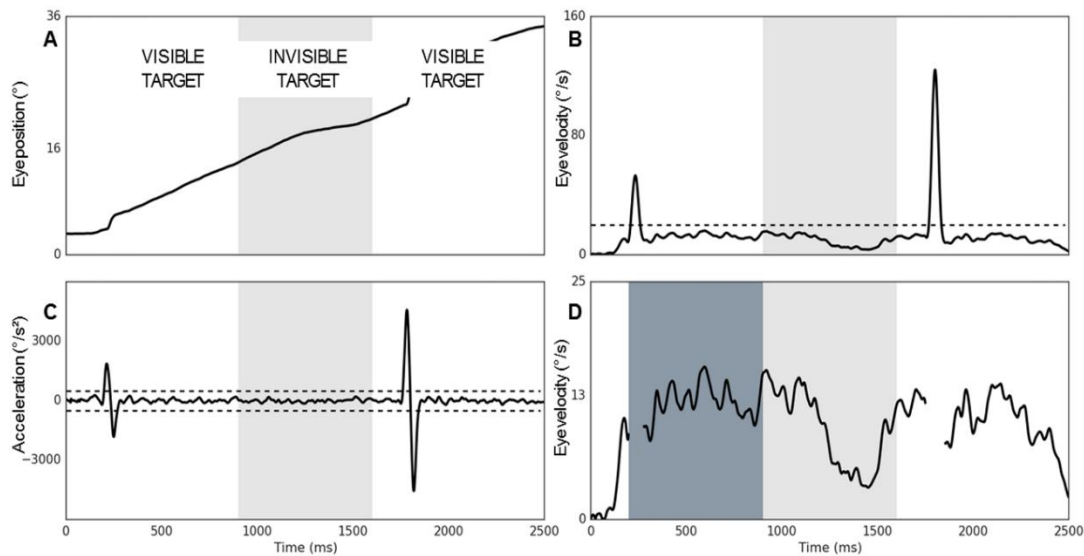 36
A
VISIBLE
TARGET
INVISIBLE
TARGET
VISIBLE
TARGET
Eyeposition (°)
16
0
160
B
Eyevelocity (°/s)
80
0
C
Acceleration (°/s²)
3000
0
−3000
0
500
1000
1500
2000
2500
Time (ms)
25
D
Eyevelocity (°/s)
13
0
0
500
1000
1500
2000
2500
Time (ms)